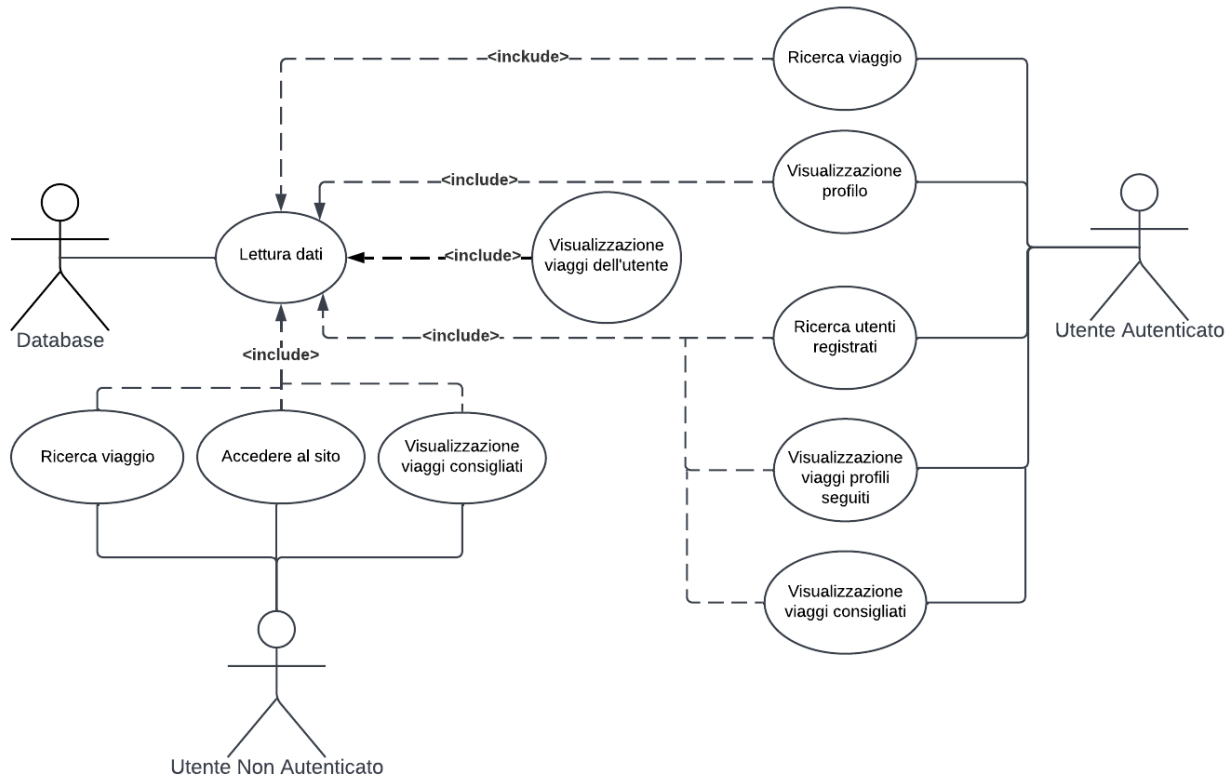 <inckude>
Ricerca viaggio
<include>
Visualizzazione
profilo
Lettura dati
<include>
Visualizzazione
viaggi dell'utente
Database
Utente Autenticato
<include>
Ricerca utenti
registrati
<include>
Ricerca viaggio
Accedere al sito
Visualizzazione
viaggi consigliati
Visualizzazione
viaggi profili
seguiti
Visualizzazione
viaggi consigliati
Utente Non Autenticato